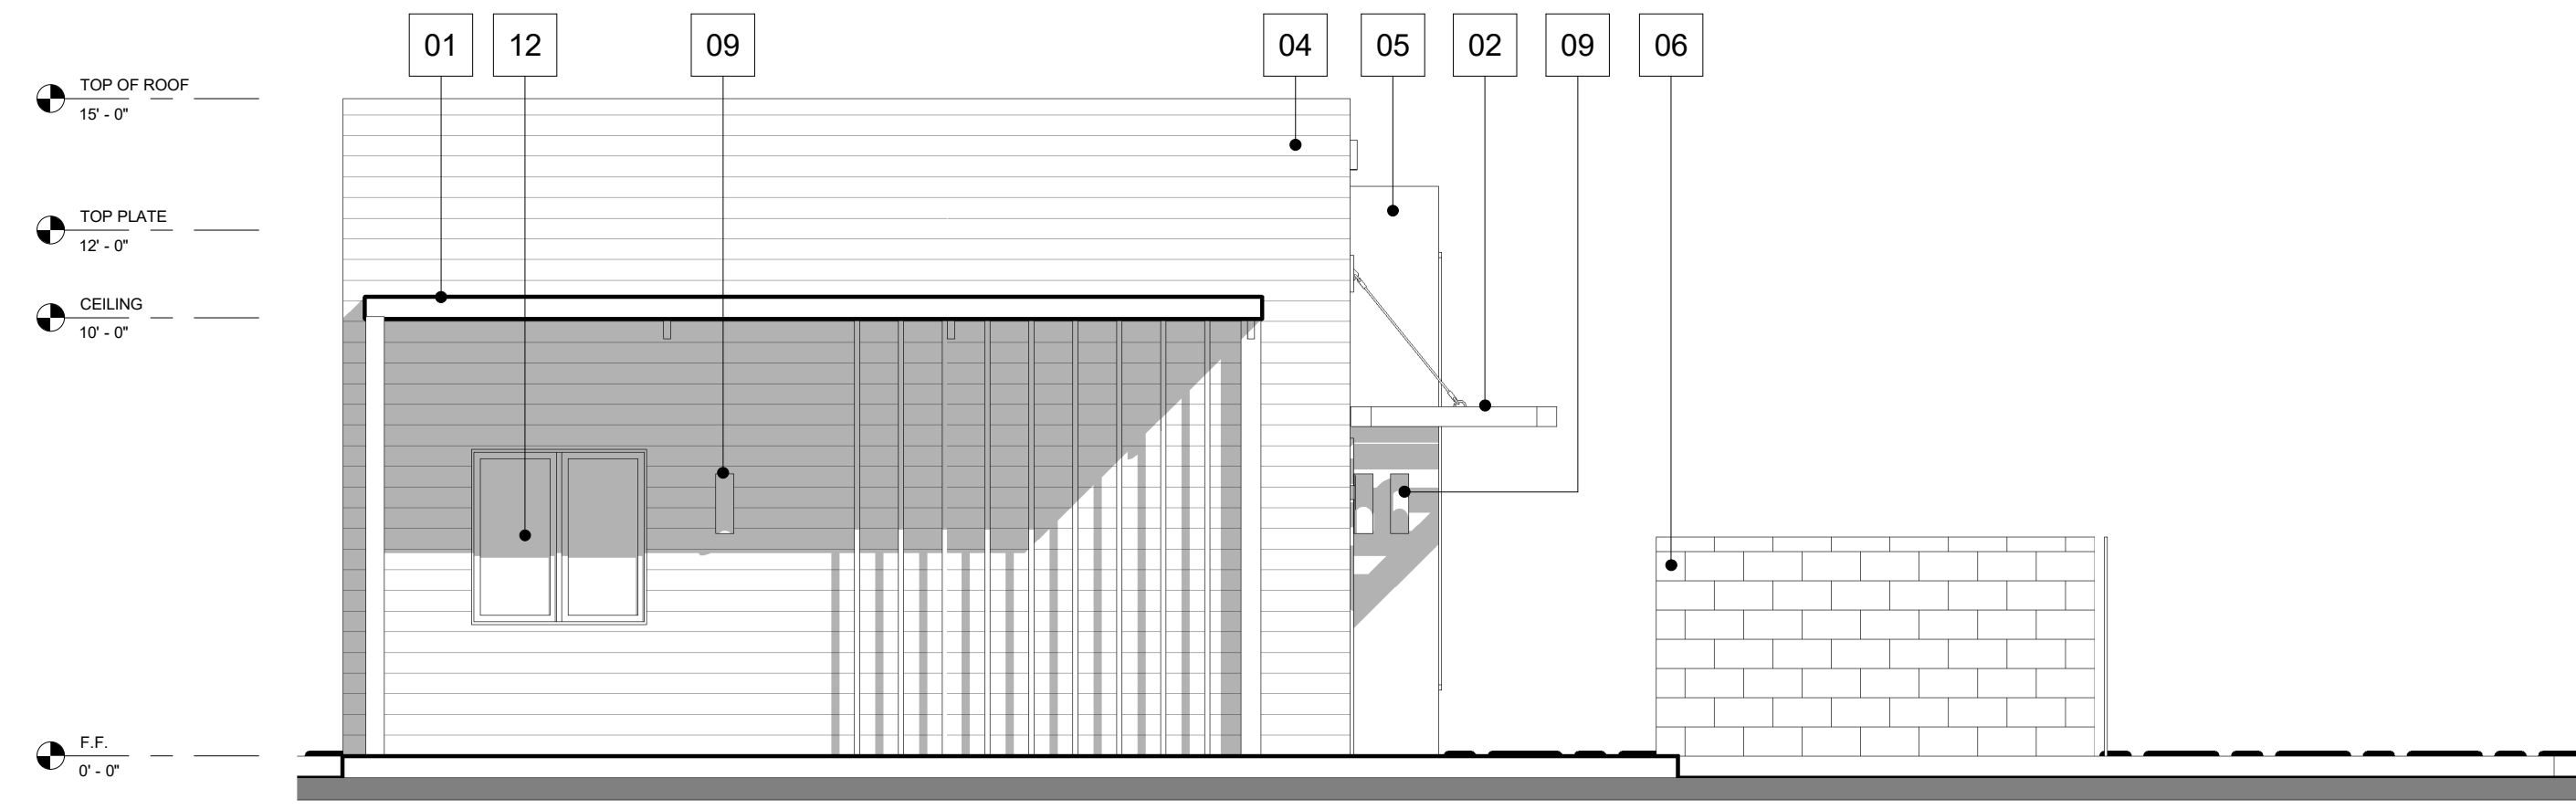 01 12 09 04 05 02 09 06
TOP OF ROOF
15' - 0"
TOP PLATE
12' - 0"
CEILING
10' - 0"
F.F.
0' - 0"